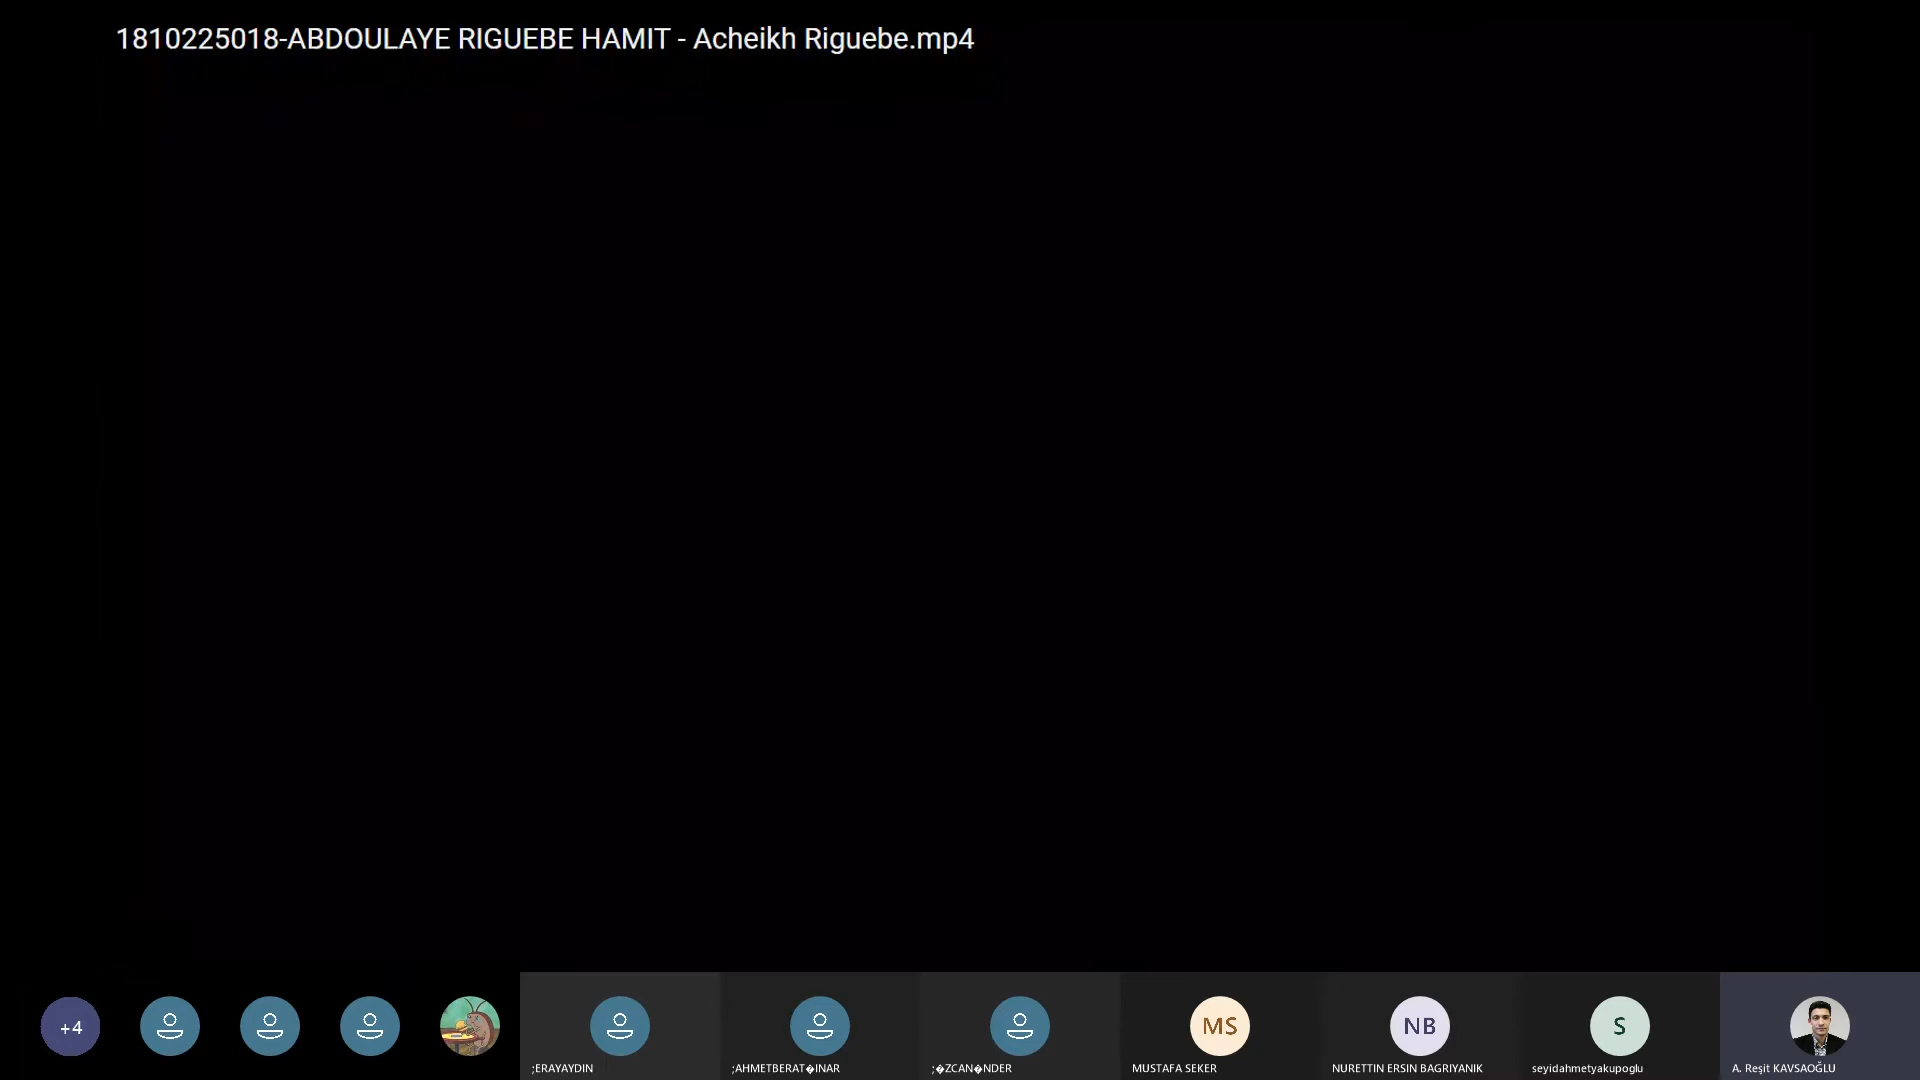 1810225018-ABDOULAYE RIGUEBE HAMIT - Acheikh Riguebe.mp4
+4
MS
NB
S
;ERAYAYDIN
;AHMETBERAT�INAR
;�ZCAN�NDER
MUSTAFA SEKER
NURETTIN ERSIN BAGRIYANIK
seyidahmetyakupoglu
A. Reşit KAVSAOĞLU